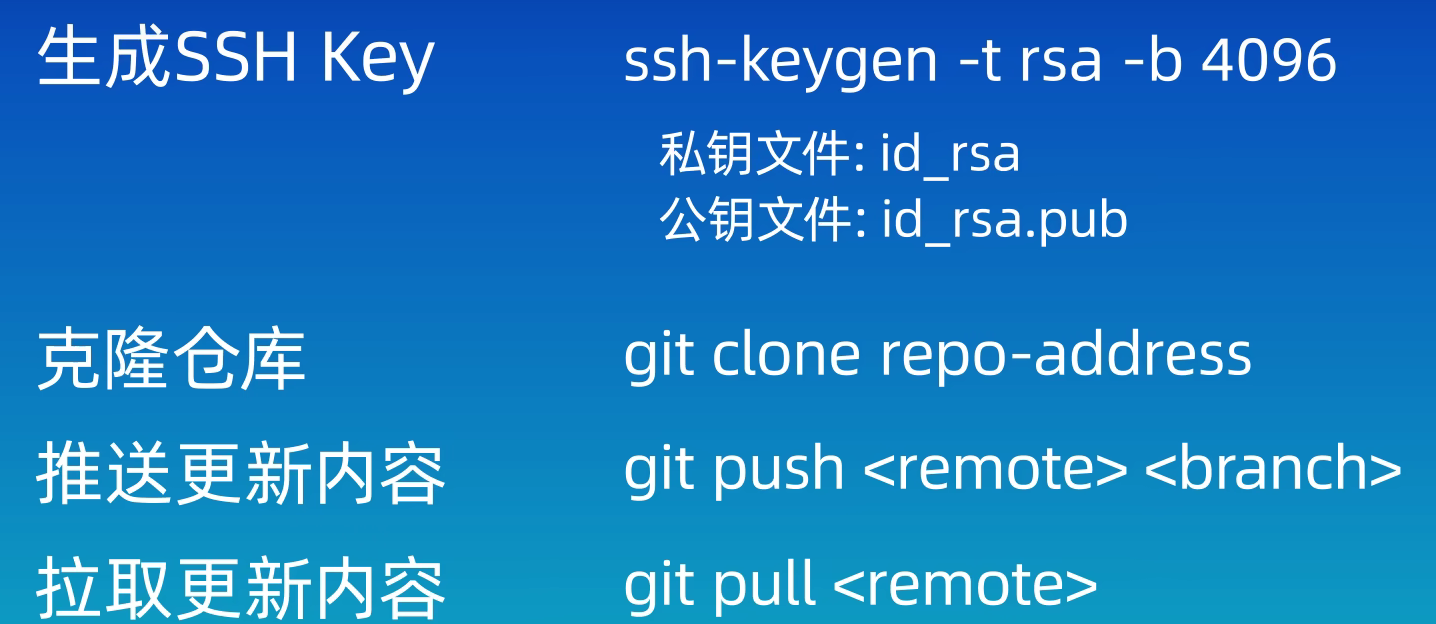 生成SSH Key ssh-keygen -t rsa -b 4096
私钥文件: id_rsa
公钥文件: id_rsa.pub
克隆仓库 git clone repo-address
推送更新内容 git push <remote> <branch>
拉取更新内容 git pull <remote>